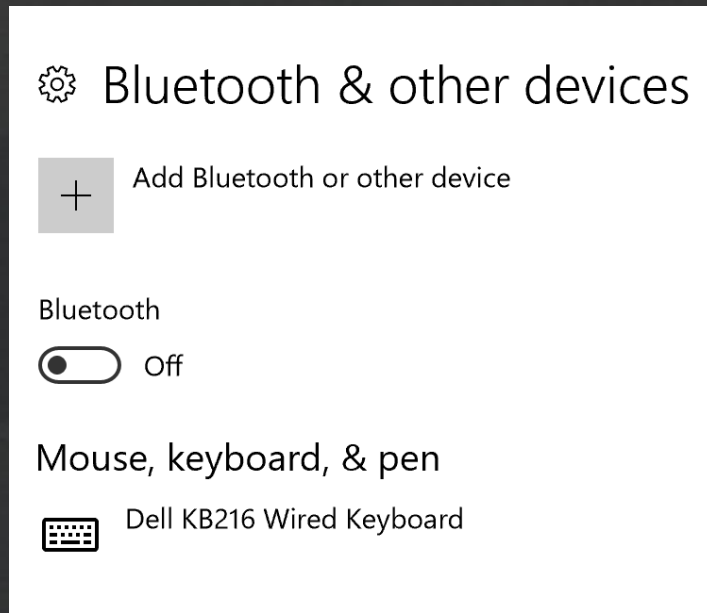 Bluetooth & other devices
Add Bluetooth or other device
Bluetooth
Off
Mouse, keyboard, & pen
Dell KB216 Wired Keyboard